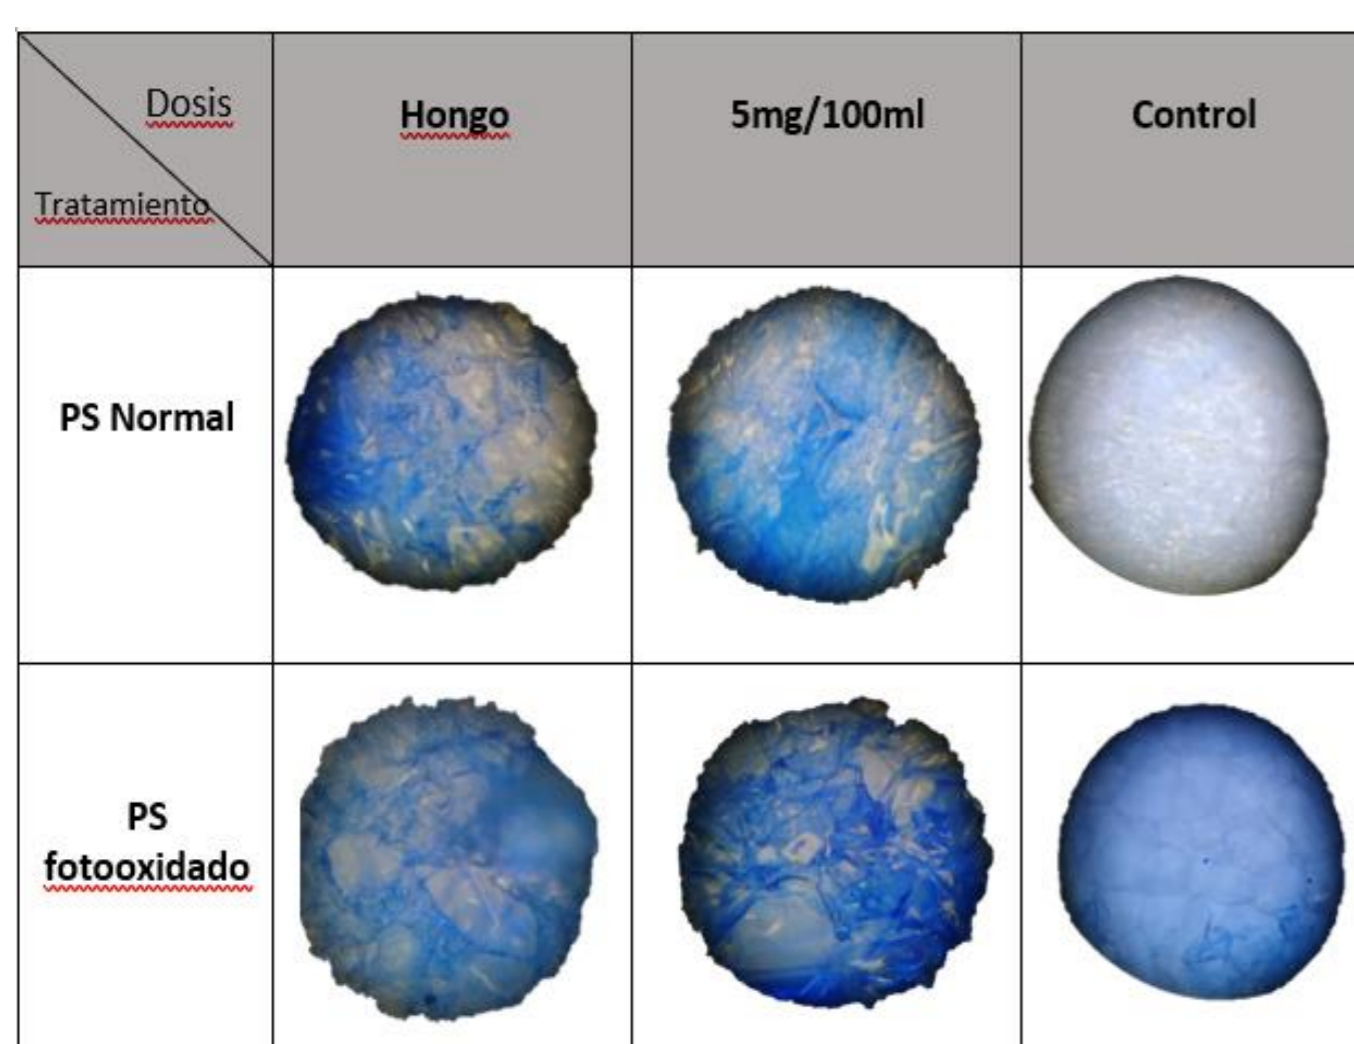 Dosis
Tratamiento
Hongo
5mg/100ml
Control
PS Normal
PS
fotooxidado